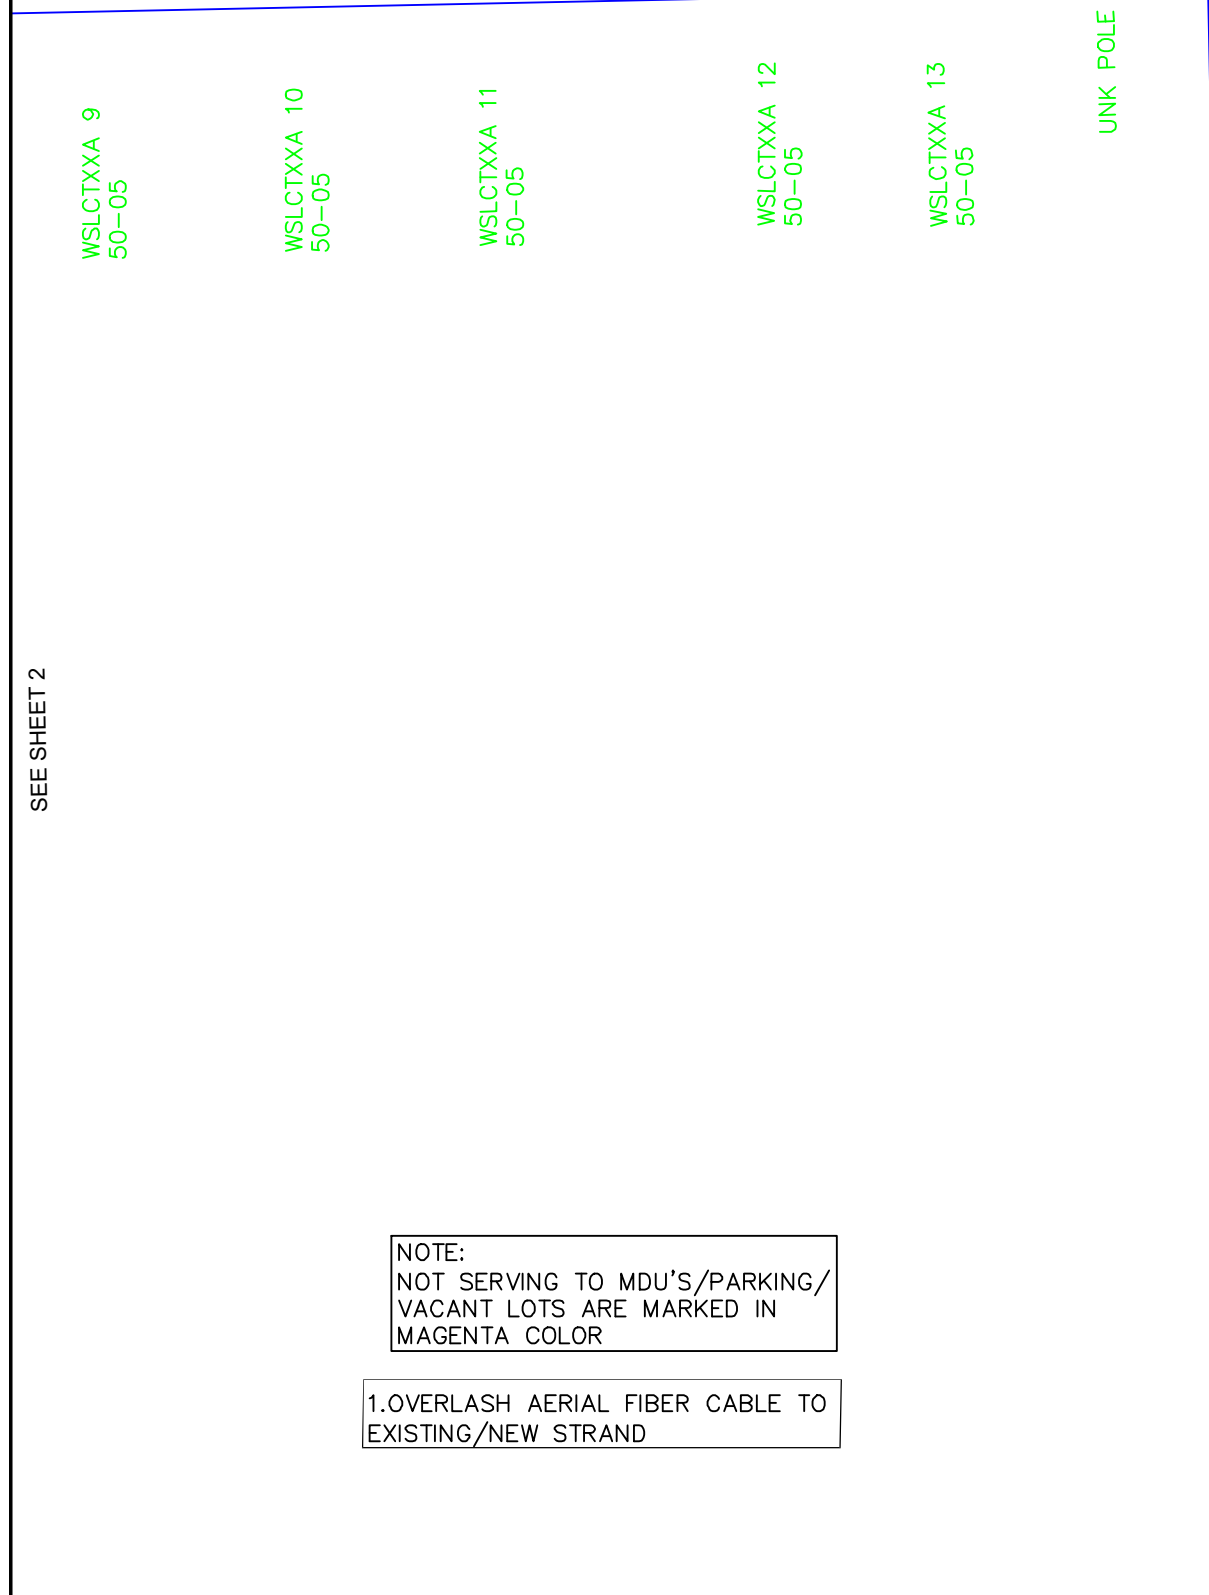 WSLCTXXA 9
50-05
WSLCTXXA 10
50-05
WSLCTXXA 11
50-05
WSLCTXXA 12
50-05
WSLCTXXA 13
50-05
UNK POLE
SEE SHEET 2
NOTE:
NOT SERVING TO MDU'S/PARKING/
VACANT LOTS ARE MARKED IN
MAGENTA COLOR
1.OVERLASH AERIAL FIBER CABLE TO
EXISTING/NEW STRAND